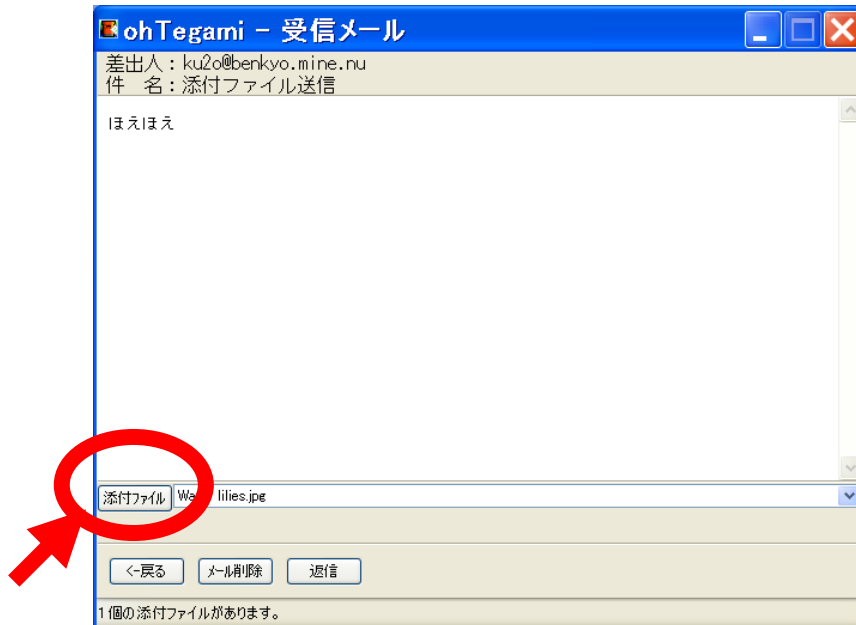 ohTegami - 受信メール
差出人：ku2o@benkyo.mine.nu
件　名：添付ファイル送信
ほえほえ
添付ファイル lilies.jpg
<-戻る メール削除 返信
1個の添付ファイルがあります。